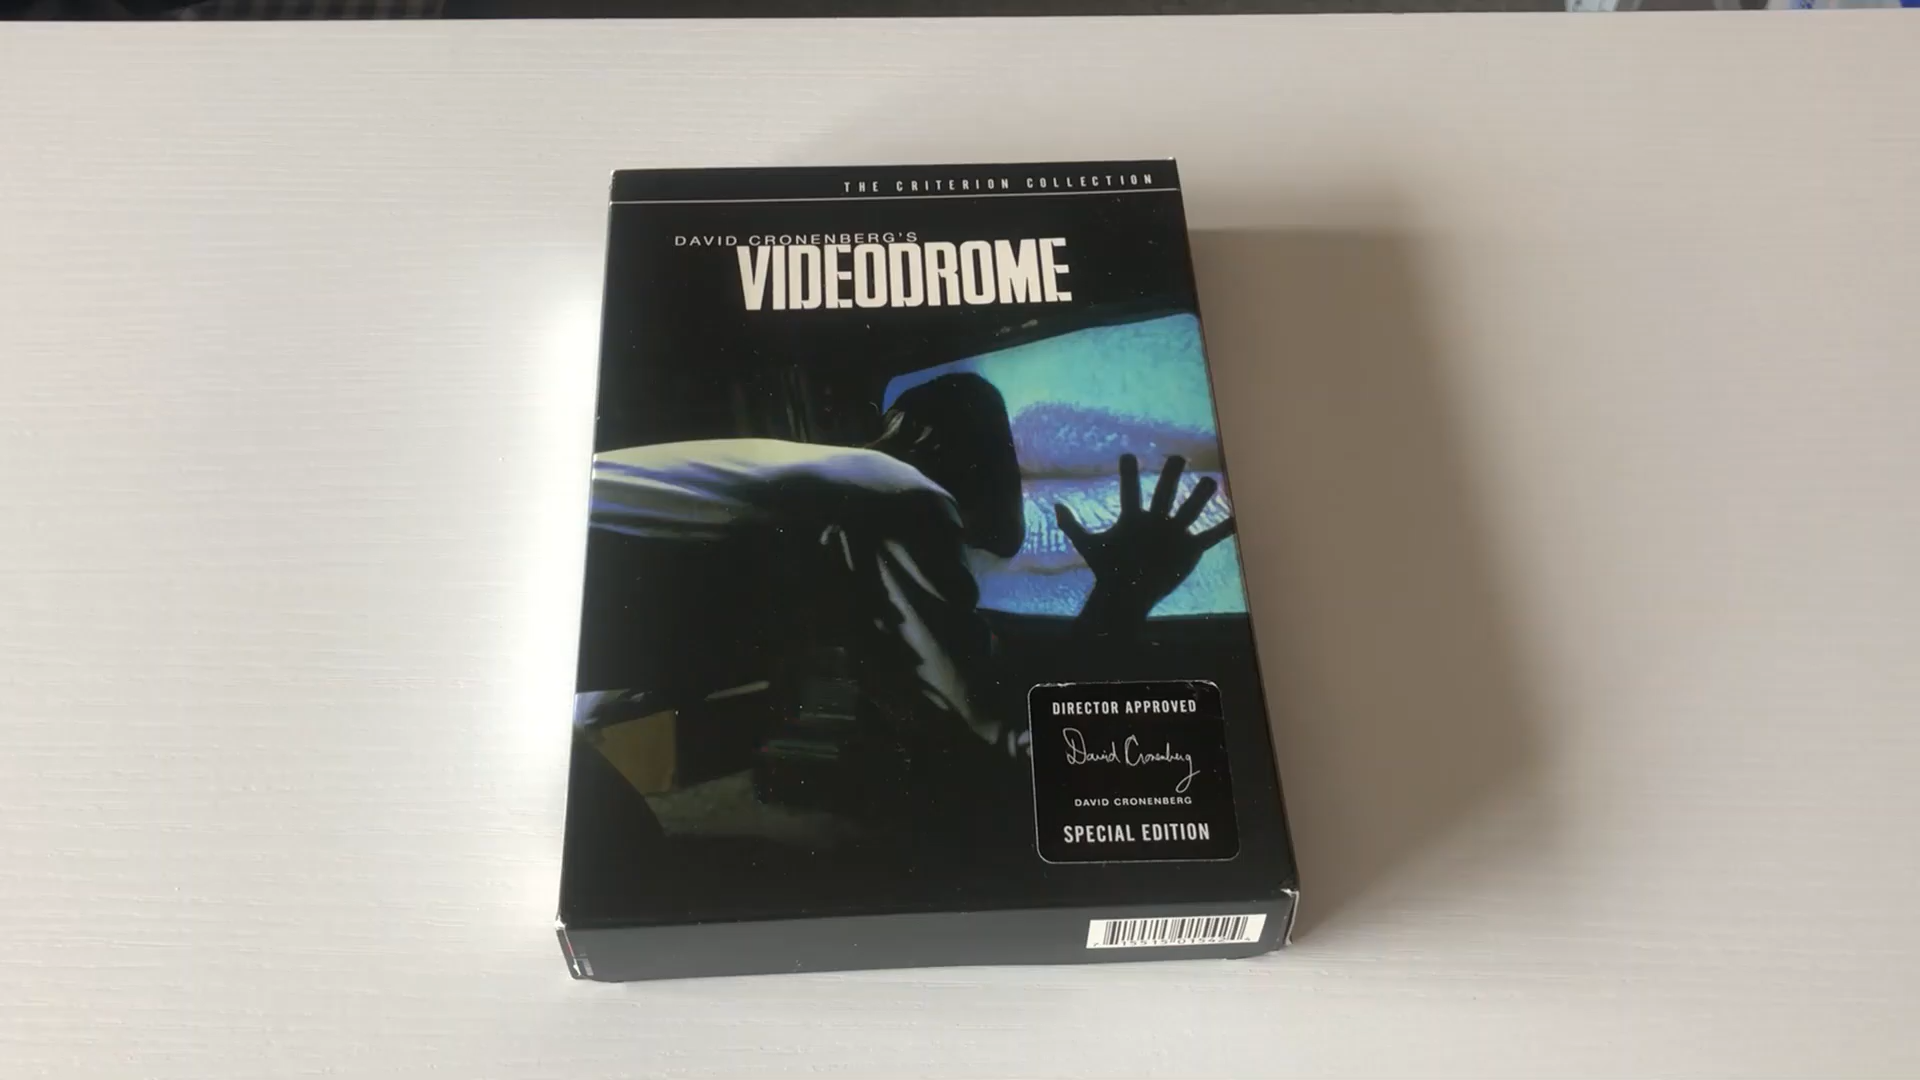 THE CRITERION COLLECTION
DAVID CRONENBERG'S
VIDEODROME
DIRECTOR APPROVED
David Cronenberg
DAVID CRONENBERG
SPECIAL EDITION